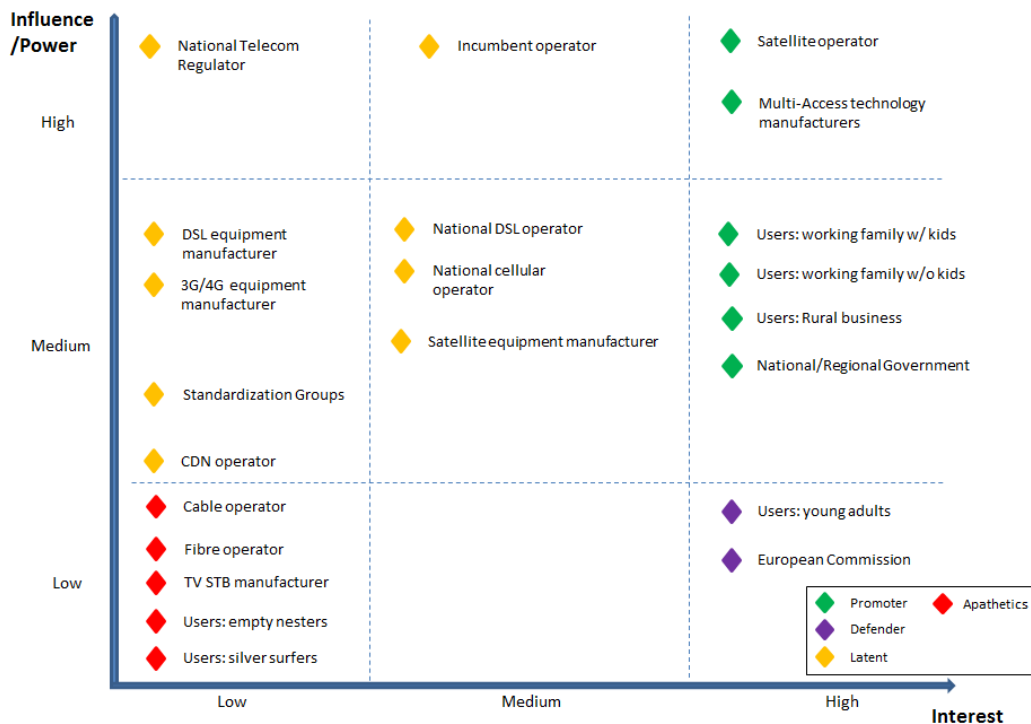 Influence
/Power
National Telecom
Regulator
Incumbent operator
Satellite operator
Multi-Access technology
manufacturers
High
DSL equipment
manufacturer
3G/4G equipment
manufacturer
National DSL operator
National cellular
operator
Satellite equipment manufacturer
Users: working family w/ kids
Users: working family w/o kids
Users: Rural business
National/Regional Government
Medium
Standardization Groups
CDN operator
Cable operator
Fibre operator
TV STB manufacturer
Users: empty nesters
Users: silver surfers
Users: young adults
European Commission
Low
Promoter
Apathetics
Defender
Latent
Low
Medium
High
Interest